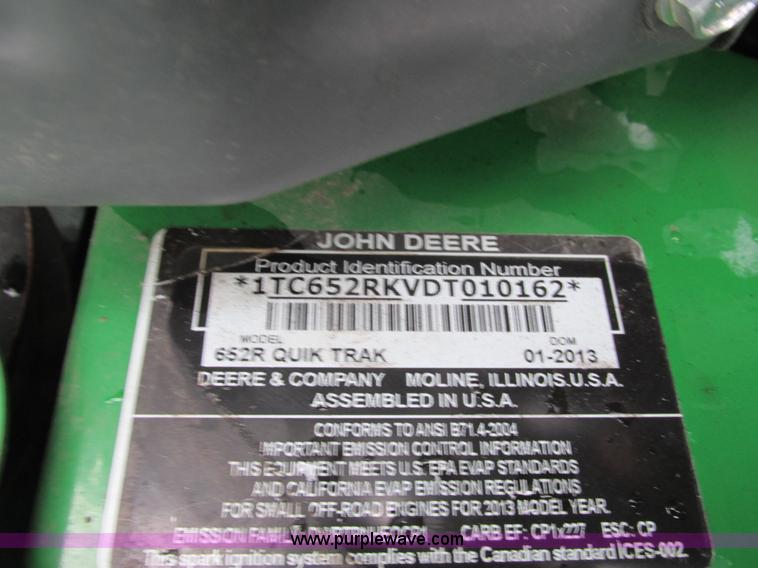 JOHN DEERE
Product Identification Number
*1TC652RKVDT010162*
MODEL DOM
652R QUIK TRAK 01-2013
DEERE & COMPANY MOLINE, ILLINOIS U.S.A.
ASSEMBLED IN U.S.A.
CONFORMS TO ANSI B71.4-2004
IMPORTANT EMISSION CONTROL INFORMATION
THIS EQUIPMENT MEETS U.S. EPA EVAP STANDARDS
AND CALIFORNIA EVAP EMISSION REGULATIONS
FOR SMALL OFF-ROAD ENGINES FOR 2013 MODEL YEAR.
EMISSION FAMILY: CARB EF: CP1x227 ESC: CP
www.purplewave.com
This spark ignition system complies with the Canadian standard ICES-002.